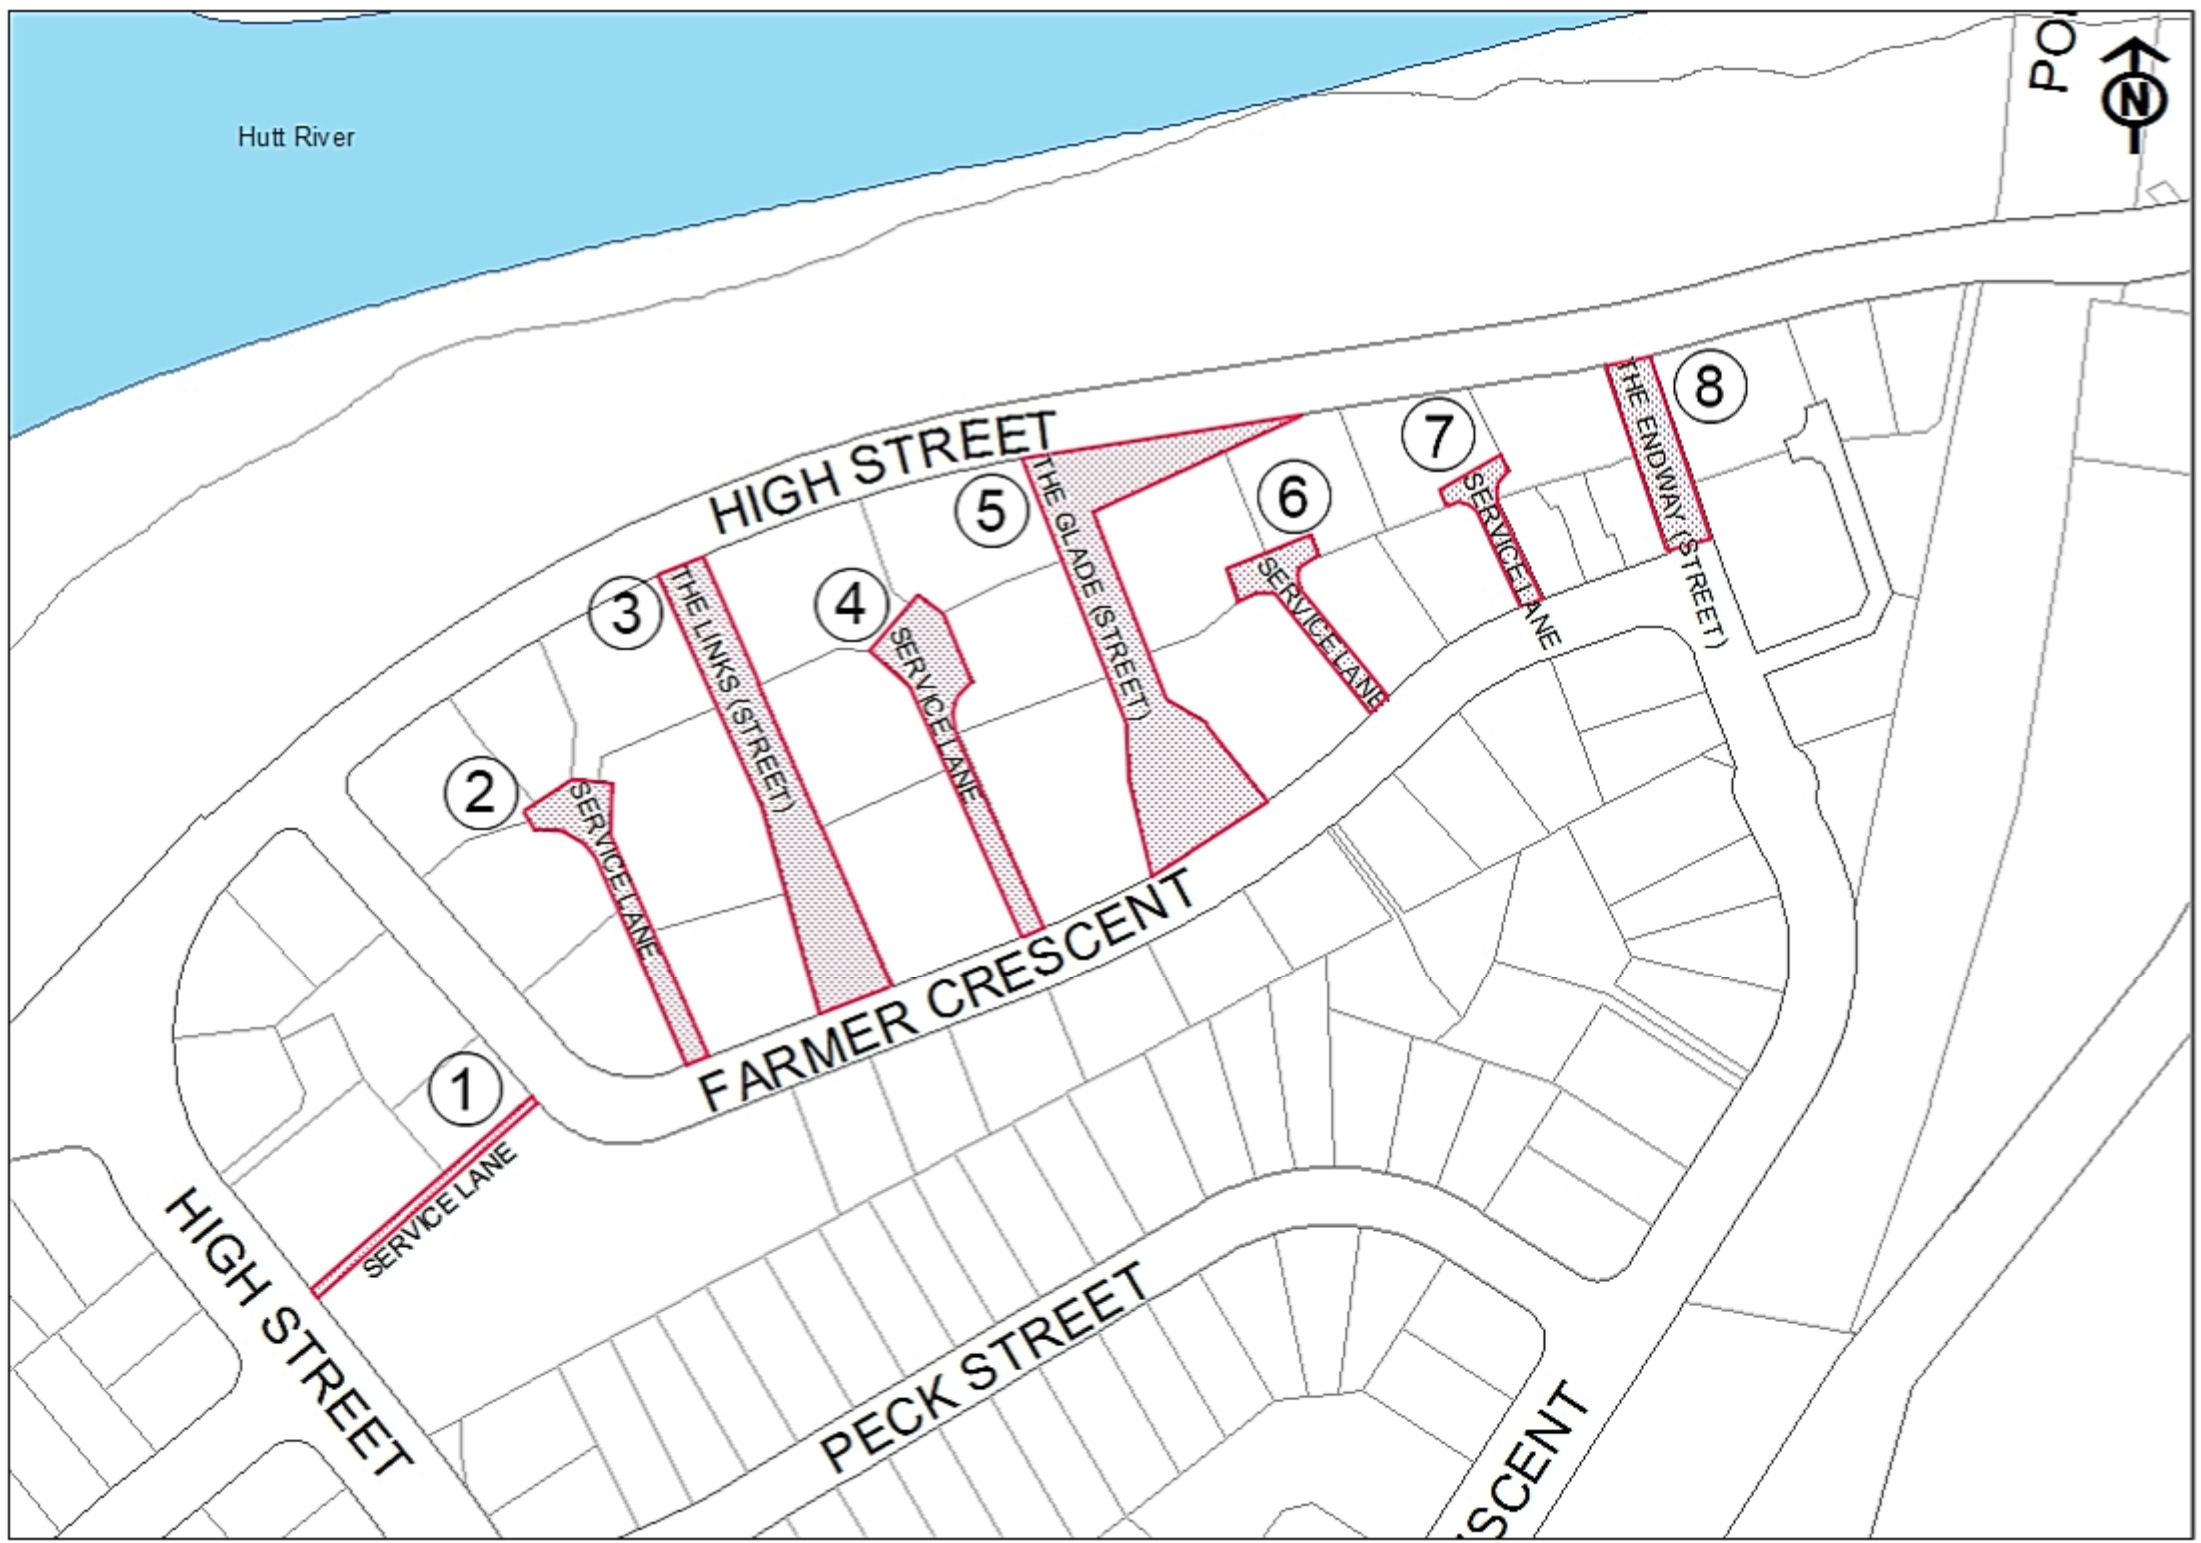 PO
N
Hutt River
HIGH STREET
8
THE ENDWAY (STREET)
7
SERVICE LANE
6
SERVICE LANE
5
THE GLADE (STREET)
4
SERVICE LANE
3
THE LINKS (STREET)
2
SERVICE LANE
FARMER CRESCENT
1
SERVICE LANE
HIGH STREET
PECK STREET
SCENT